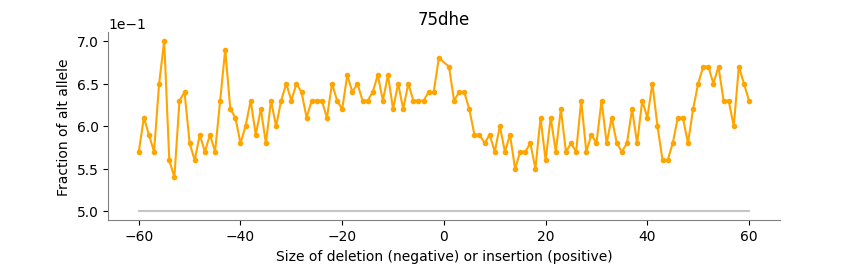 75dhe
1e−1
7.0
6.5
6.0
5.5
5.0
Fraction of alt allele
−60 −40 −20 0 20 40 60
Size of deletion (negative) or insertion (positive)